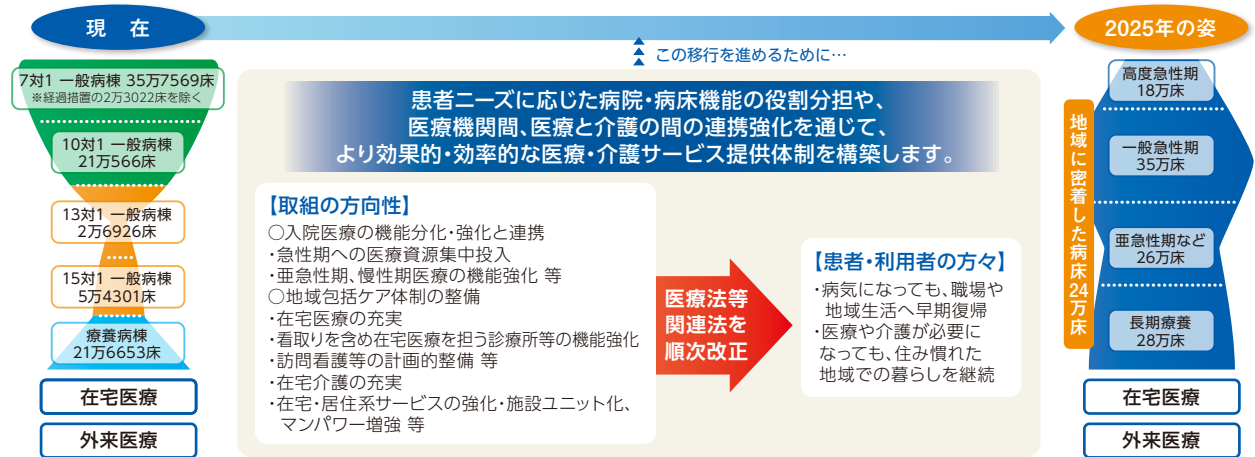 現 在
2025年の姿
この移行を進めるために…
7対1 一般病棟 35万7569床
※経過措置の2万3022床を除く
10対1 一般病棟
21万566床
13対1 一般病棟
2万6926床
15対1 一般病棟
5万4301床
療養病棟
21万6653床
在宅医療
外来医療
患者ニーズに応じた病院・病床機能の役割分担や、
医療機関間、医療と介護の間の連携強化を通じて、
より効果的・効率的な医療・介護サービス提供体制を構築します。
【取組の方向性】
○入院医療の機能分化・強化と連携
・急性期への医療資源集中投入
・亜急性期、慢性期医療の機能強化 等
○地域包括ケア体制の整備
・在宅医療の充実
・看取りを含め在宅医療を担う診療所等の機能強化
・訪問看護等の計画的整備 等
・在宅介護の充実
・在宅・居住系サービスの強化・施設ユニット化、
マンパワー増強 等
医療法等
関連法を
順次改正
【患者・利用者の方々】
・病気になっても、職場や
地域生活へ早期復帰
・医療や介護が必要に
なっても、住み慣れた
地域での暮らしを継続
地域に密着した病床24万床
高度急性期
18万床
一般急性期
35万床
亜急性期など
26万床
長期療養
28万床
在宅医療
外来医療